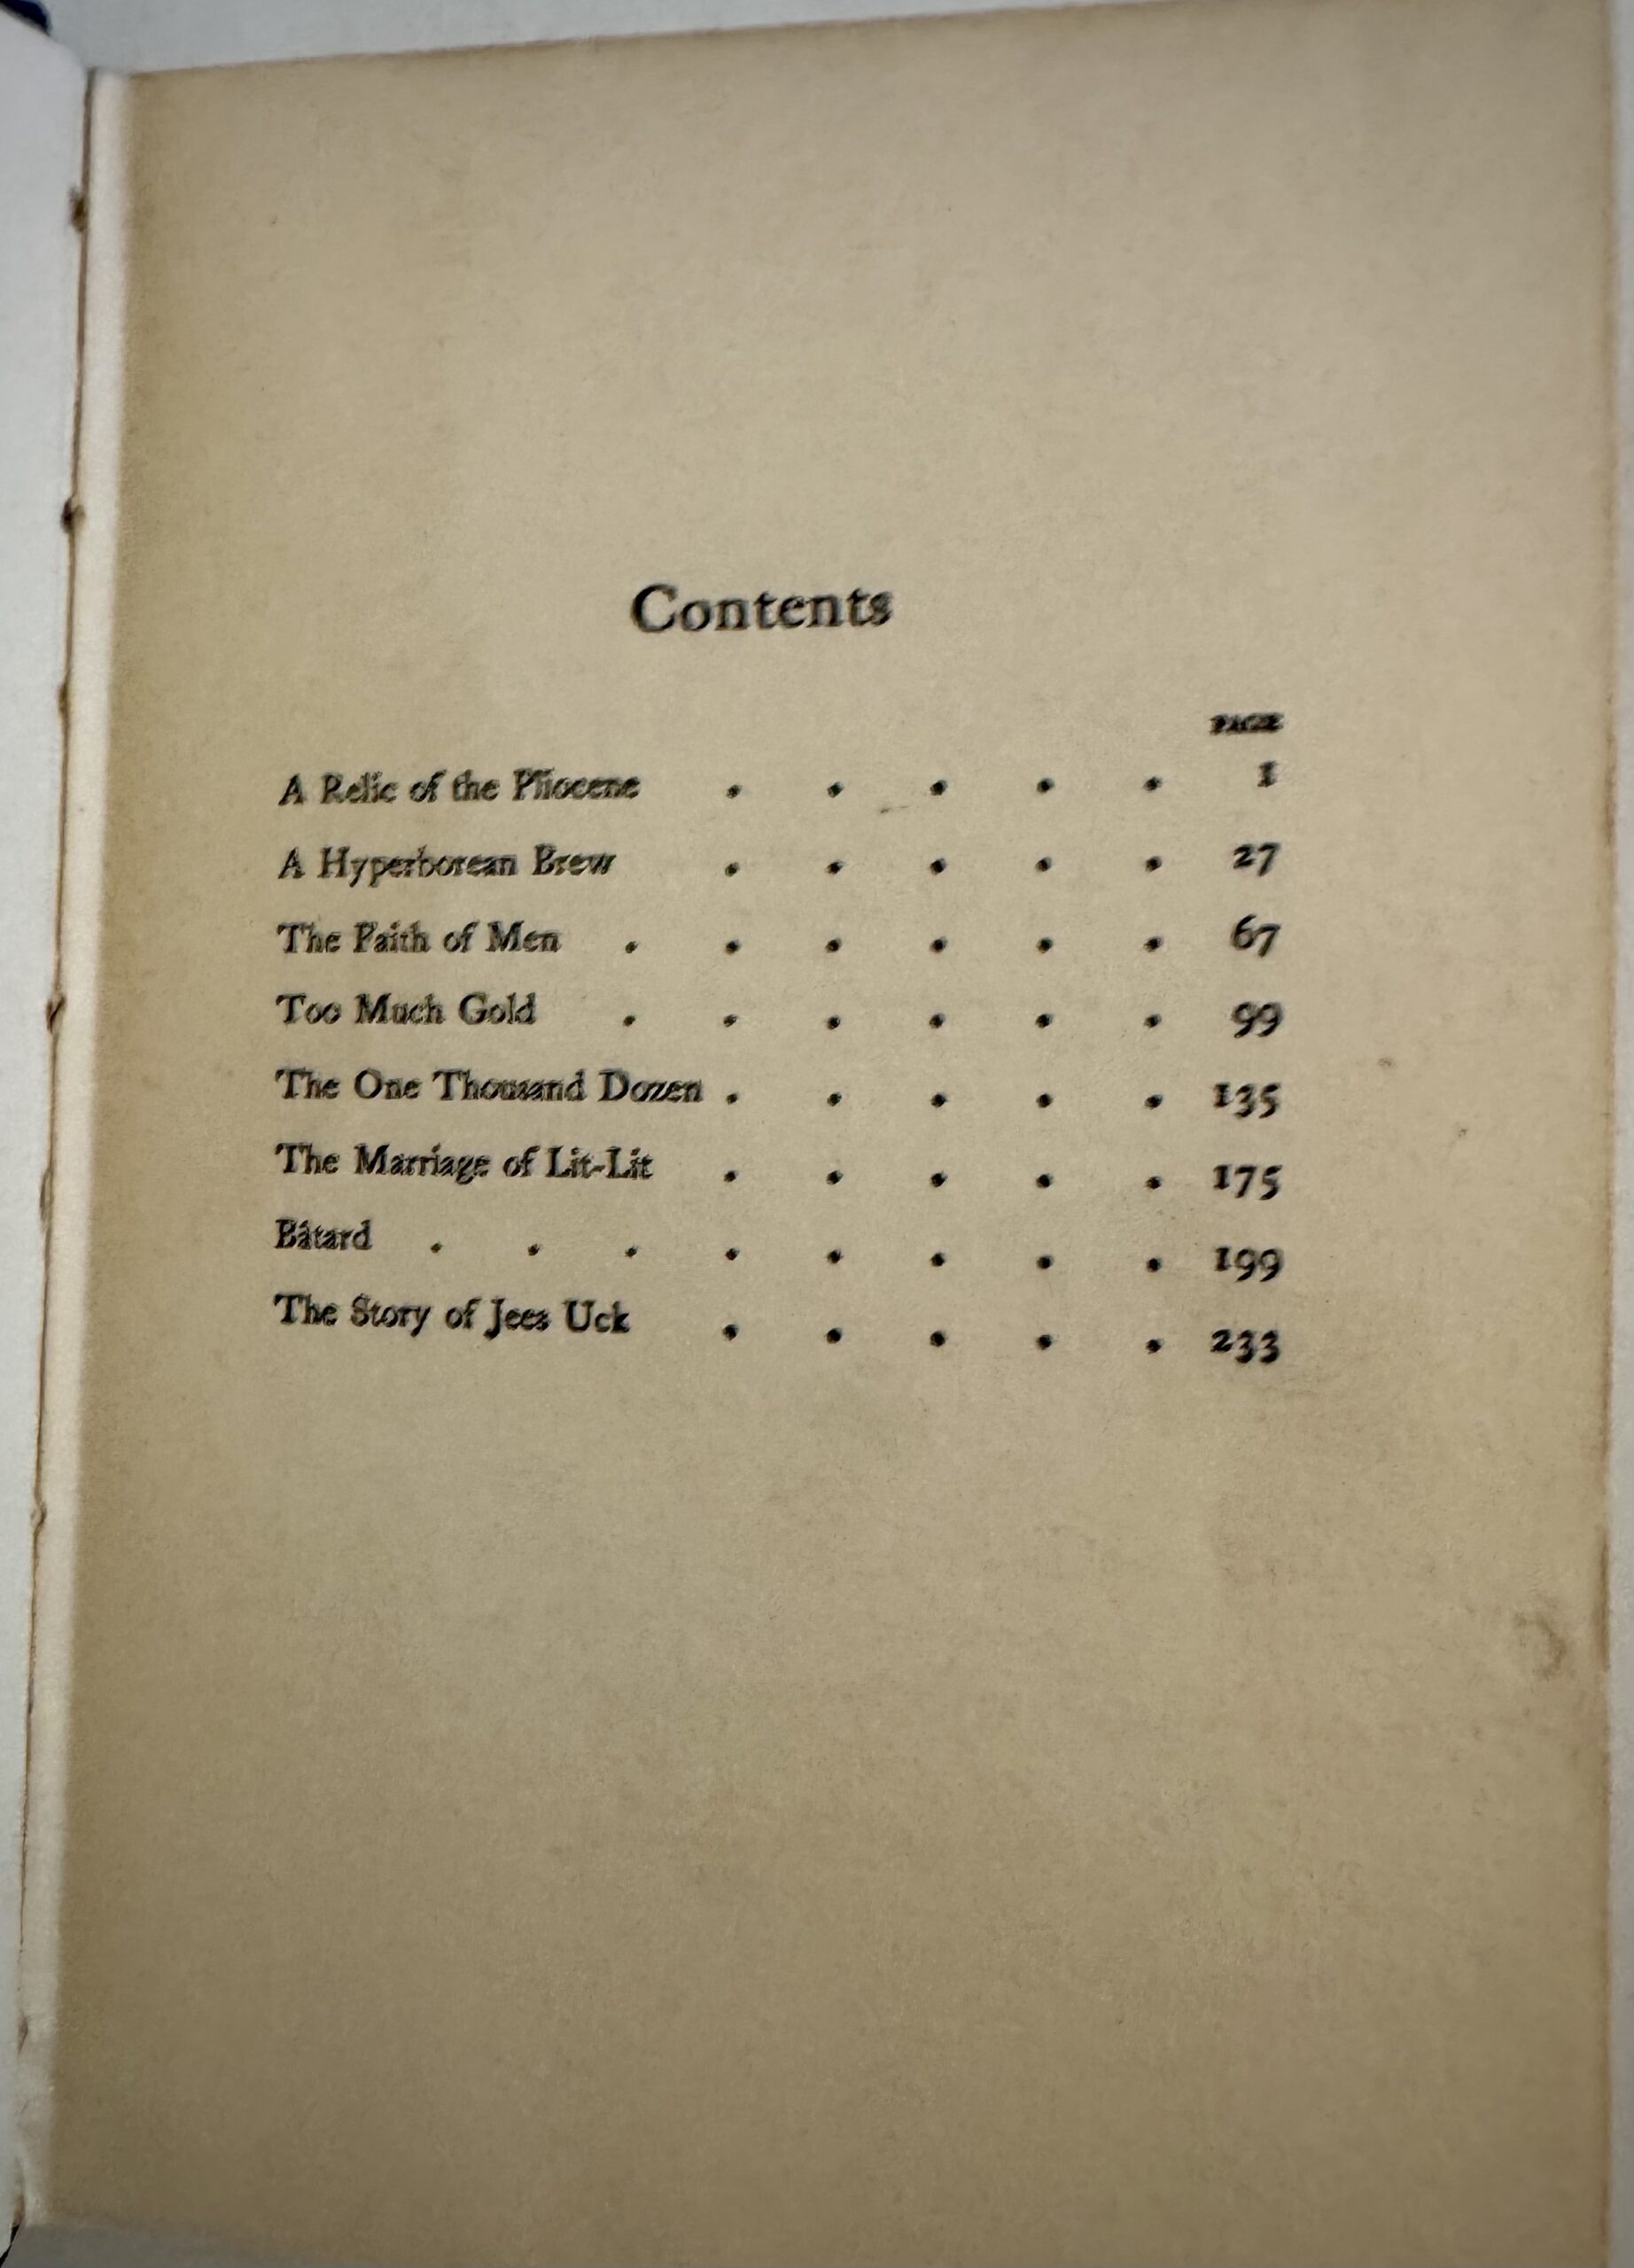 Contents
PAGE
A Relic of the Pliocene . . . . . 1
A Hyperborean Brew . . . . . 27
The Faith of Men . . . . . . 67
Too Much Gold . . . . . . 99
The One Thousand Dozen . . . . . 135
The Marriage of Lit-Lit . . . . . 175
Bâtard . . . . . . . . 199
The Story of Jees Uck . . . . . 233